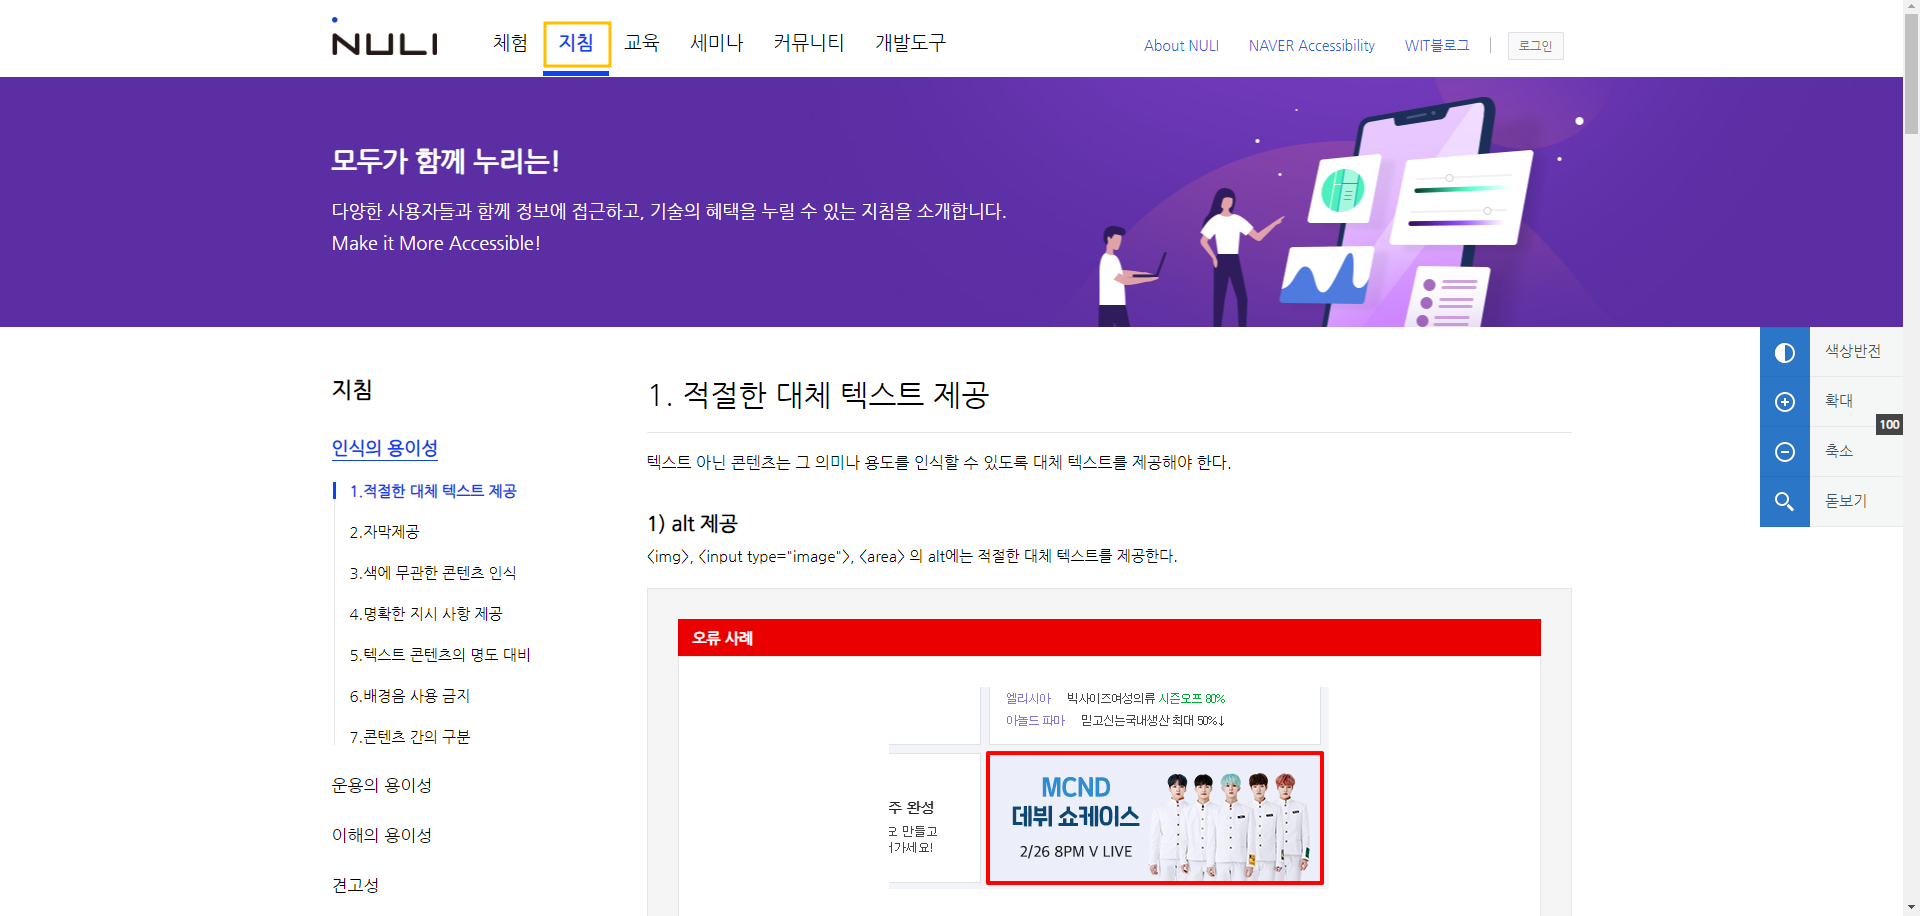 NULI
체험
지침
교육
세미나
커뮤니티
개발도구
About NULI
NAVER Accessibility
WIT블로그
로그인
모두가 함께 누리는!
다양한 사용자들과 함께 정보에 접근하고, 기술의 혜택을 누릴 수 있는 지침을 소개합니다.
Make it More Accessible!
색상반전
확대
100
축소
돋보기
지침
인식의 용이성
1.적절한 대체 텍스트 제공
2.자막제공
3.색에 무관한 콘텐츠 인식
4.명확한 지시 사항 제공
5.텍스트 콘텐츠의 명도 대비
6.배경음 사용 금지
7.콘텐츠 간의 구분
운용의 용이성
이해의 용이성
견고성
1. 적절한 대체 텍스트 제공
텍스트 아닌 콘텐츠는 그 의미나 용도를 인식할 수 있도록 대체 텍스트를 제공해야 한다.
1) alt 제공
<img>, <input type="image">, <area> 의 alt에는 적절한 대체 텍스트를 제공한다.
오류 사례
엘리시아 빅사이즈여성의류 시즌오프 80%
아놀드 파마 믿고신는국내생산 최대 50%↓
주 완성
만들고
가세요!
MCND
데뷔 쇼케이스
2/26 8PM V LIVE